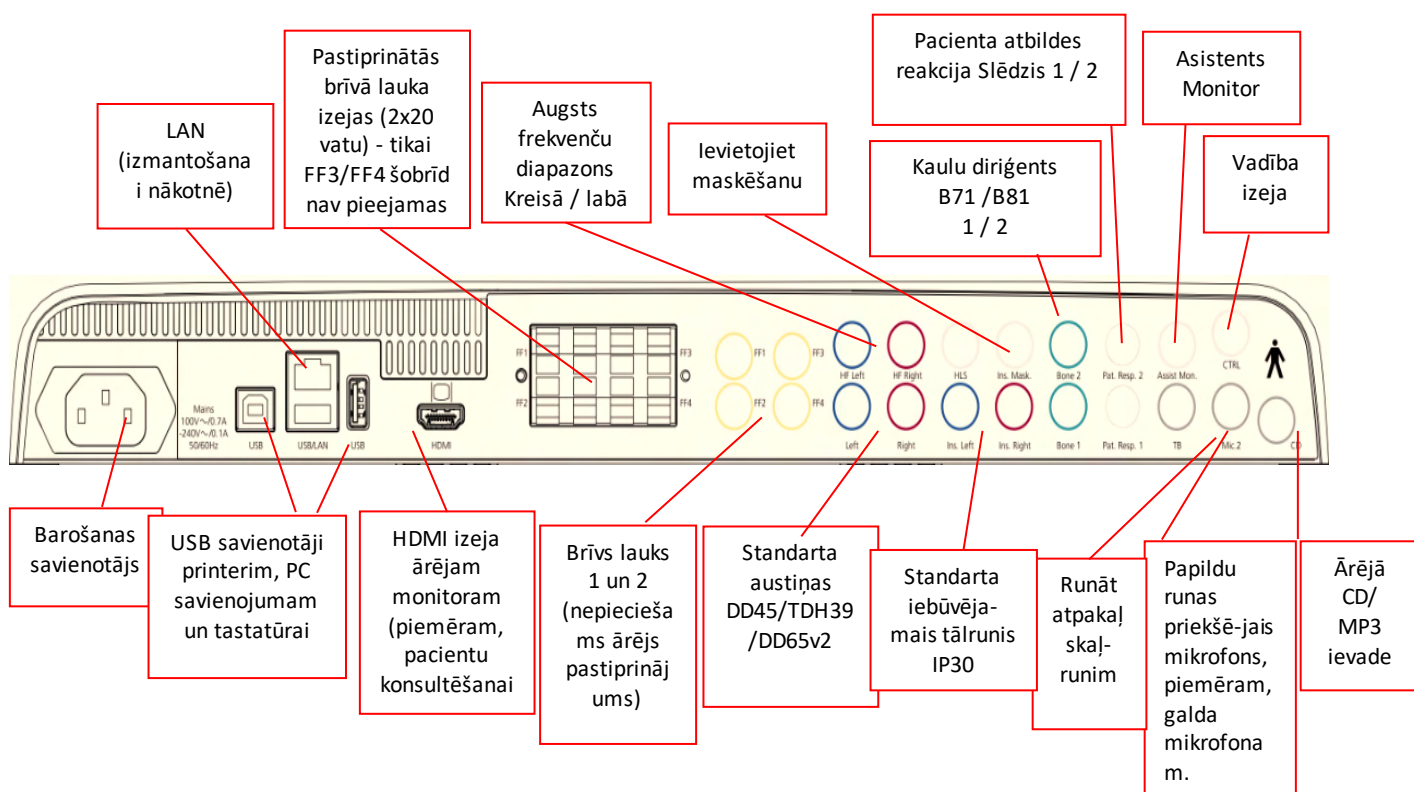 Pacienta atbildes
reakcija Slēdzis 1 / 2
Asistents
Monitor
Pastiprinātās
brīvā lauka
izejas (2x20
vatu) - tikai
FF3/FF4 šobrīd
nav pieejamas
LAN
(izmantošana
i nākotnē)
Augsts
frekvenču
diapazons
Kreisā / labā
Ievietojiet
maskēšanu
Kaulu diriģents
B71 /B81
1 / 2
Vadība
izeja
FF1
FF3
FF2
FF4
FF1
FF3
FF2
FF4
HF Left
HF Right
HLS
Ins. Mask.
Bone 2
Pat. Resp. 2
Assist Mon.
CTRL
Mains
100V~/0.7A
-240V~/0.1A
50/60Hz
USB
USB/LAN
USB
HDMI
Left
Right
Ins. Left
Ins. Right
Bone 1
Pat. Resp. 1
TB
Mic.2
CD
Barošanas
savienotājs
USB savienotāji
printerim, PC
savienojumam
un tastatūrai
HDMI izeja
ārējam
monitoram
(piemēram,
pacientu
konsultēšanai
Brīvs lauks
1 un 2
(nepiecieša
ms ārējs
pastiprināj
ums)
Standarta
austiņas
DD45/TDH39
/DD65v2
Standarta
iebūvēja-
mais tālrunis
IP30
Runāt
atpakaļ
skaļ-
runim
Papildu
runas
priekšē-jais
mikrofons,
piemēram,
galda
mikrofona
m.
Ārējā
CD/
MP3
ievade